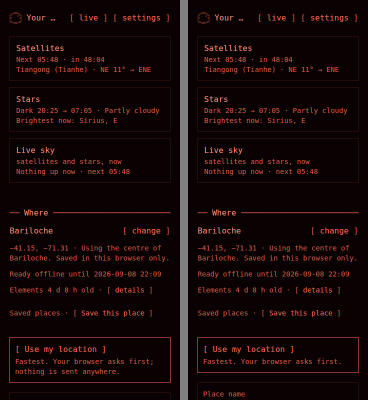 Your … [ live ] [ settings ]
Satellites
Next 05:48 · in 48:04
Tiangong (Tianhe) · NE 11° → ENE
Stars
Dark 20:25 → 07:05 · Partly cloudy
Brightest now: Sirius, E
Live sky
satellites and stars, now
Nothing up now · next 05:48
Where
Bariloche [ change ]
−41.15, −71.31 · Using the centre of
Bariloche. Saved in this browser only.
Ready offline until 2026-09-08 22:09
Elements 4 d 8 h old · [ details ]
Saved places · [ Save this place ]
[ Use my location ]
Fastest. Your browser asks first;
nothing is sent anywhere.
Your … [ live ] [ settings ]
Satellites
Next 05:48 · in 48:04
Tiangong (Tianhe) · NE 11° → ENE
Stars
Dark 20:25 → 07:05 · Partly cloudy
Brightest now: Sirius, E
Live sky
satellites and stars, now
Nothing up now · next 05:48
Where
Bariloche [ change ]
−41.15, −71.31 · Using the centre of
Bariloche. Saved in this browser only.
Ready offline until 2026-09-08 22:09
Elements 4 d 8 h old · [ details ]
Saved places · [ Save this place ]
[ Use my location ]
Fastest. Your browser asks first.
Place name